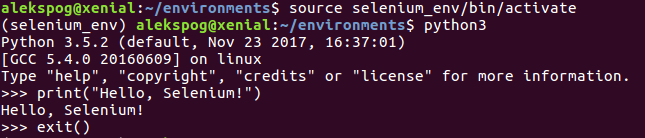 alekspog@xenial:~/environments$ source selenium_env/bin/activate
(selenium_env) alekspog@xenial:~/environments$ python3
Python 3.5.2 (default, Nov 23 2017, 16:37:01)
[GCC 5.4.0 20160609] on linux
Type "help", "copyright", "credits" or "license" for more information.
>>> print("Hello, Selenium!")
Hello, Selenium!
>>> exit()